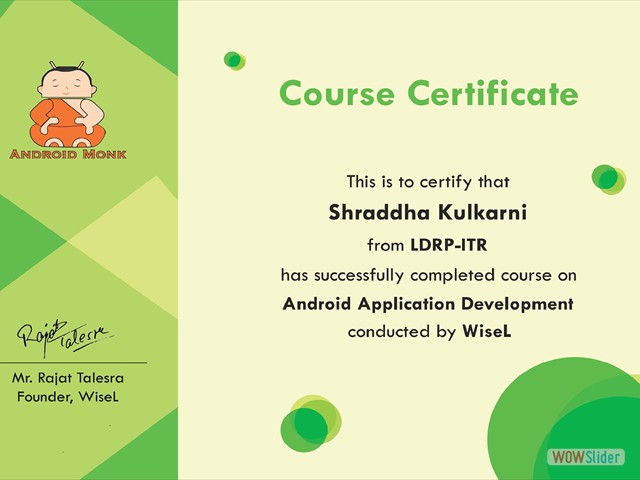 ANDROID MONK
Course Certificate
This is to certify that
Shraddha Kulkarni
from LDRP-ITR
has successfully completed course on
Android Application Development
conducted by WiseL
Rajat
Talesra
Mr. Rajat Talesra
Founder, WiseL
WOWSlider